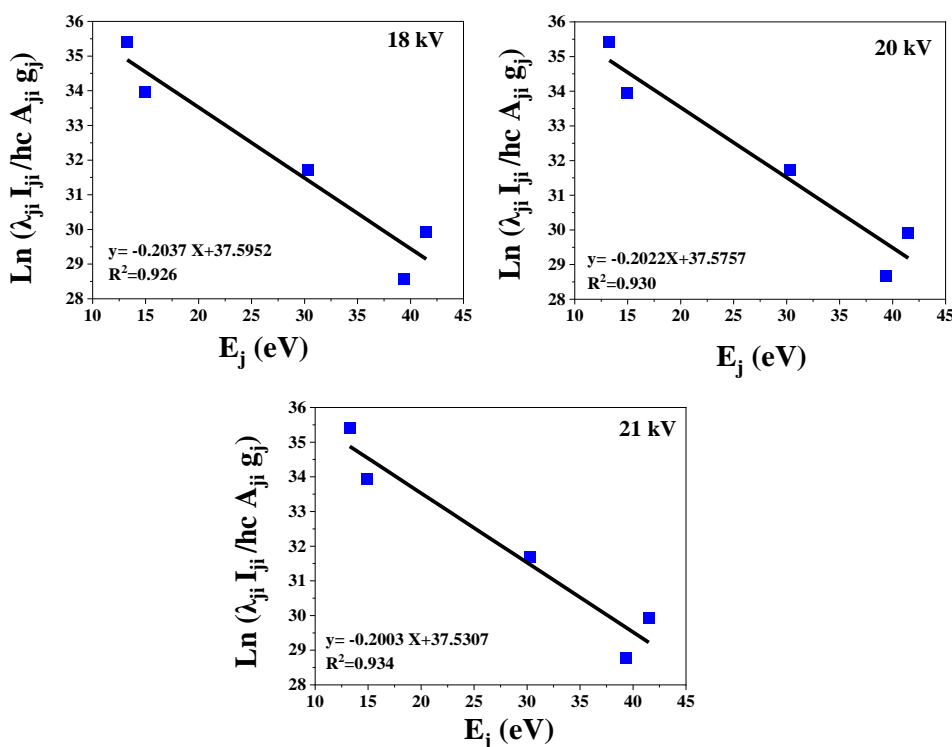 18 kV
Ln (λji Iji /hc Aji gj)
36
35
34
33
32
31
30
29
28
y= -0.2037 X+37.5952
R²=0.926
10 15 20 25 30 35 40 45
Ej (eV)
20 kV
Ln (λji Iji /hc Aji gj)
36
35
34
33
32
31
30
29
28
y= -0.2022X+37.5757
R²=0.930
10 15 20 25 30 35 40 45
Ej (eV)
21 kV
Ln (λji Iji /hc Aji gj)
36
35
34
33
32
31
30
29
28
y= -0.2003 X+37.5307
R²=0.934
10 15 20 25 30 35 40 45
Ej (eV)